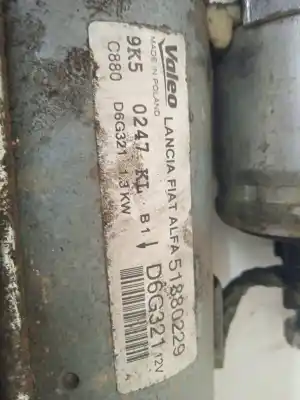 Valeo
MADE IN POLAND
LANCIA FIAT ALFA 51880229
9K5 0247 KL B1
C880
D6G321 1.3KW
D6G321
12V
A